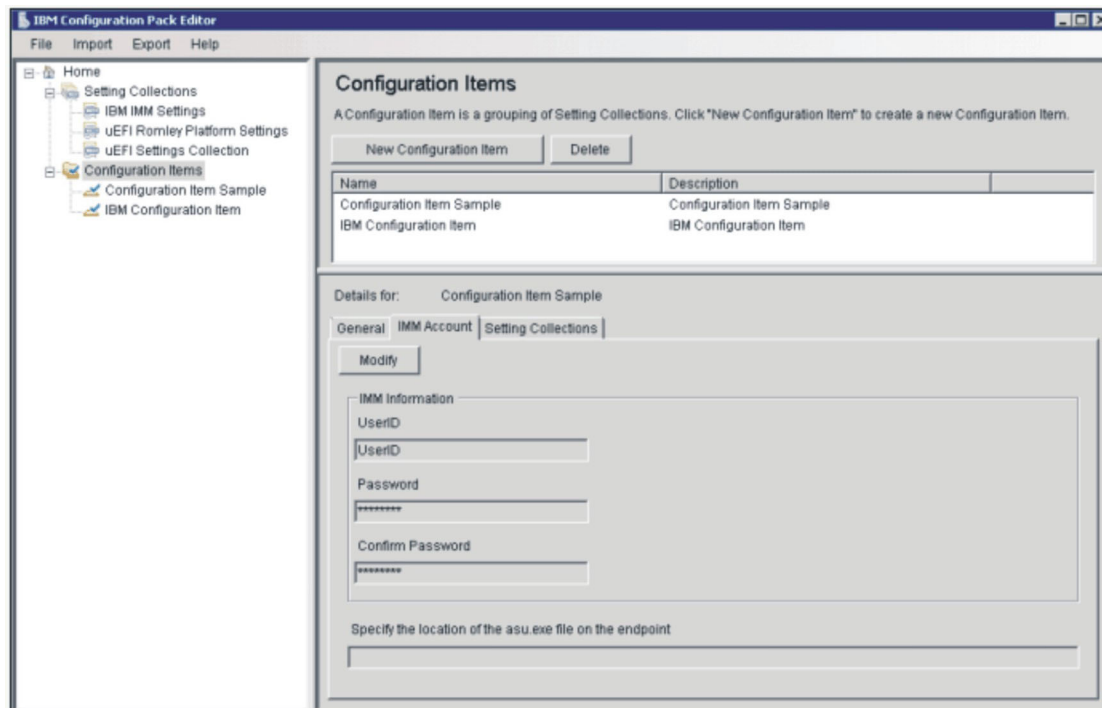 IBM Configuration Pack Editor
File Import Export Help
Home
Setting Collections
IBM IMM Settings
uEFI Romley Platform Settings
uEFI Settings Collection
Configuration Items
Configuration Item Sample
IBM Configuration Item
Configuration Items
A Configuration Item is a grouping of Setting Collections. Click "New Configuration Item" to create a new Configuration Item.
New Configuration Item Delete
Name Description
Configuration Item Sample Configuration Item Sample
IBM Configuration Item IBM Configuration Item
Details for: Configuration Item Sample
General IMM Account Setting Collections
Modify
IMM Information
UserID
UserID
Password
********
Confirm Password
********
Specify the location of the asu.exe file on the endpoint